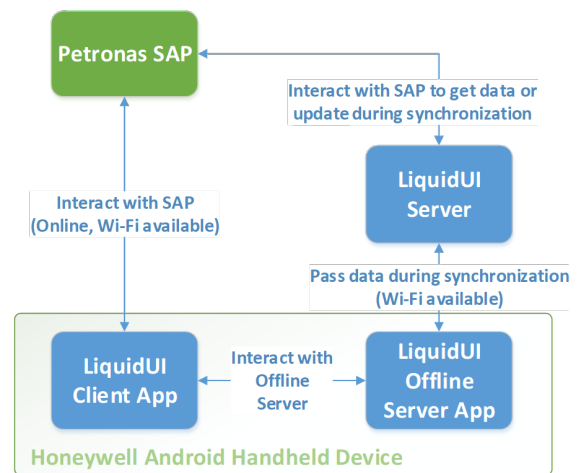 Petronas SAP
Interact with SAP to get data or
update during synchronization
LiquidUI
Server
Interact with SAP
(Online, Wi-Fi available)
Pass data during synchronization
(Wi-Fi available)
LiquidUI
Client App
Interact with
Offline
Server
LiquidUI
Offline
Server App
Honeywell Android Handheld Device